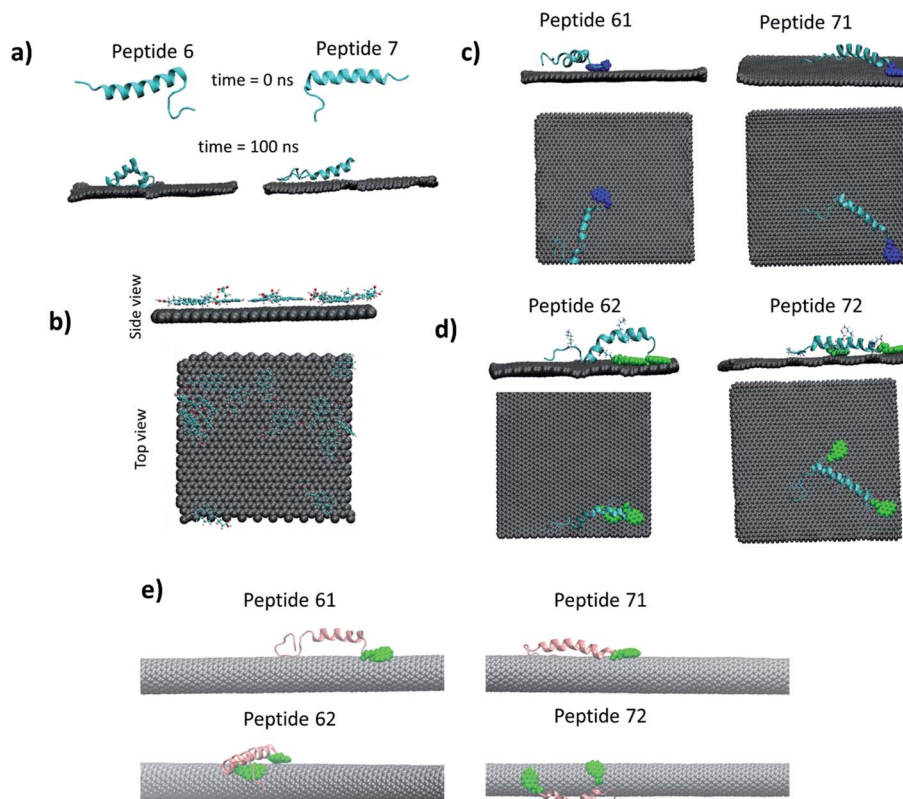 a)
Peptide 6
Peptide 7
time = 0 ns
time = 100 ns
b)
Side view
Top view
c)
Peptide 61
Peptide 71
d)
Peptide 62
Peptide 72
e)
Peptide 61
Peptide 71
Peptide 62
Peptide 72